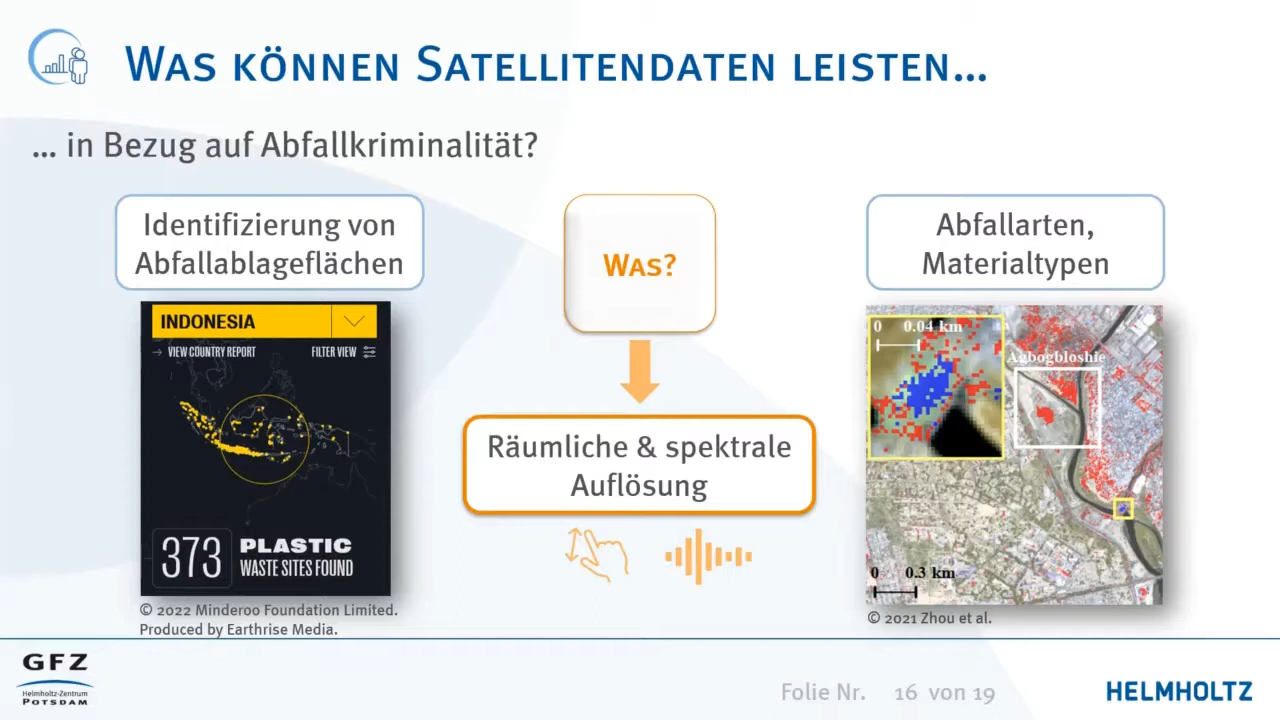 Was können Satellitendaten leisten...
... in Bezug auf Abfallkriminalität?
Identifizierung von
Abfallablageflächen
INDONESIA
→ VIEW COUNTRY REPORT FILTER VIEW
373 PLASTIC
WASTE SITES FOUND
© 2022 Minderoo Foundation Limited.
Produced by Earthrise Media.
Was?
Räumliche & spektrale
Auflösung
Abfallarten,
Materialtypen
0 0.04 km
Agbogbloshie
0 0.3 km
© 2021 Zhou et al.
GFZ
Helmholtz-Zentrum
Potsdam
Folie Nr. 16 von 19
HELMHOLTZ